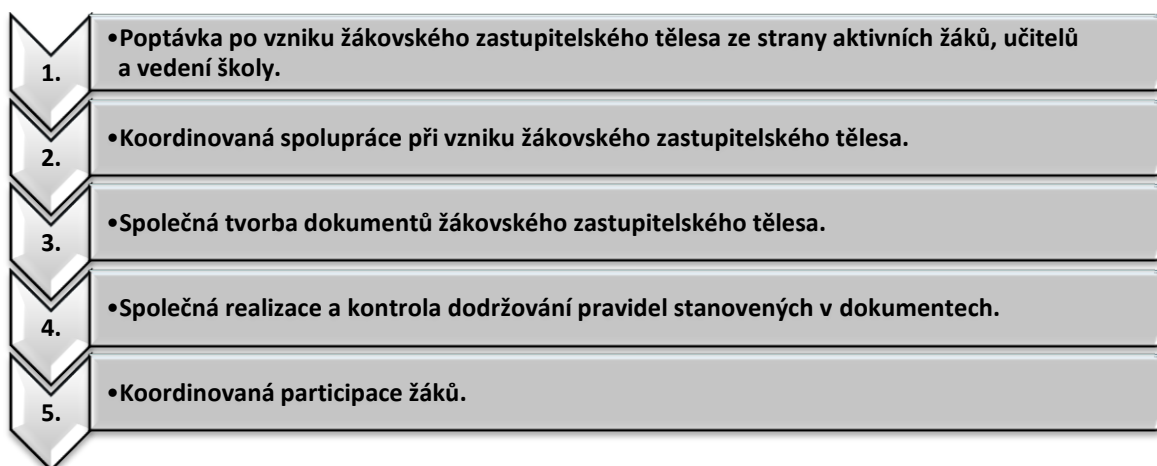 1.
•Poptávka po vzniku žákovského zastupitelského tělesa ze strany aktivních žáků, učitelů
a vedení školy.
2.
•Koordinovaná spolupráce při vzniku žákovského zastupitelského tělesa.
3.
•Společná tvorba dokumentů žákovského zastupitelského tělesa.
4.
•Společná realizace a kontrola dodržování pravidel stanovených v dokumentech.
5.
•Koordinovaná participace žáků.